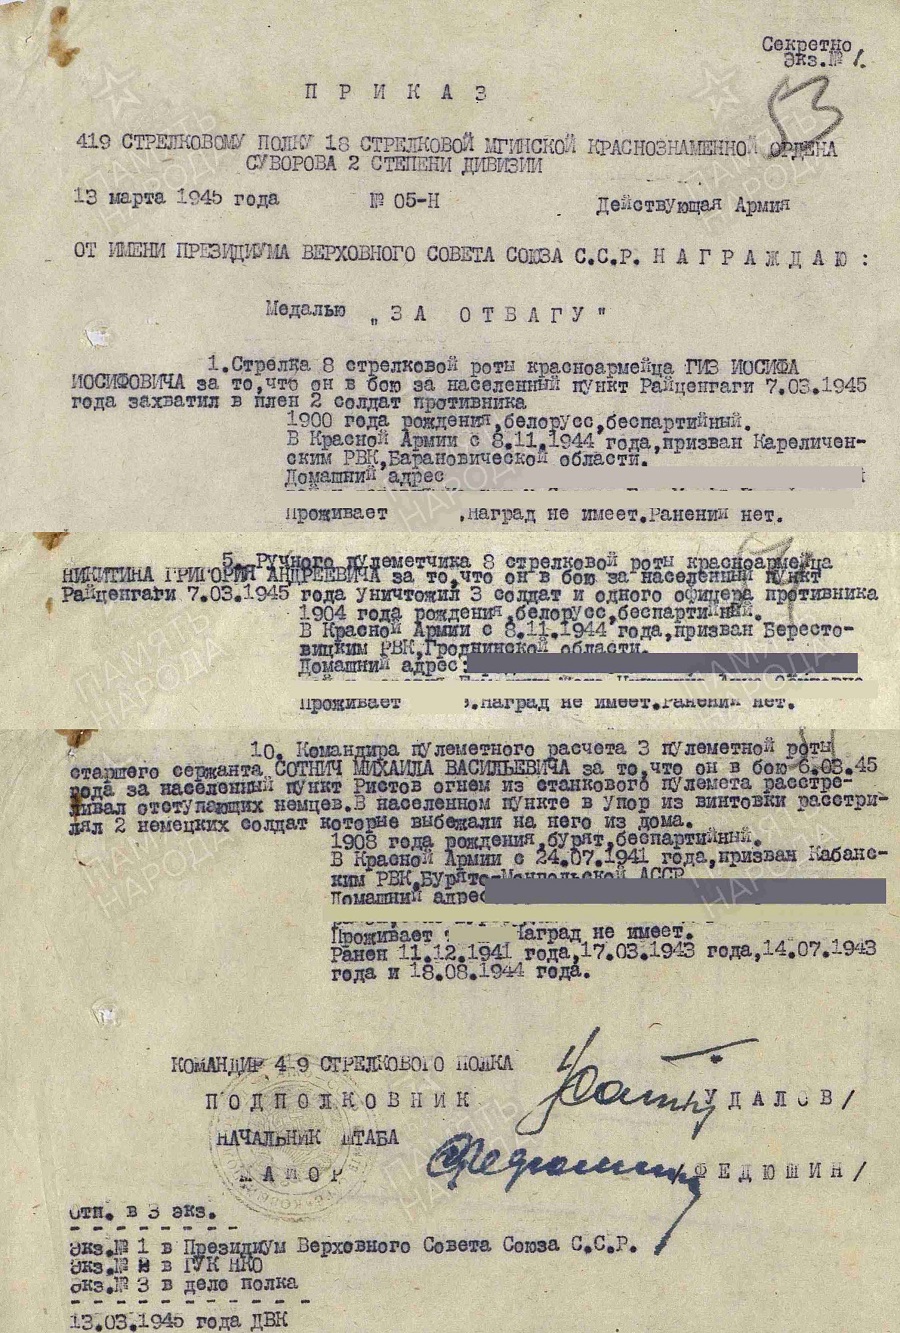 Секретно
Экз.№ 1.
53
П Р И К А З
419 СТРЕЛКОВОМУ ПОЛКУ 18 СТРЕЛКОВОЙ МГИНСКОЙ КРАСНОЗНАМЕННОЙ ОРДЕНА
СУВОРОВА 2 СТЕПЕНИ ДИВИЗИИ
13 марта 1945 года № 05-Н Действующая Армия
ОТ ИМЕНИ ПРЕЗИДИУМА ВЕРХОВНОГО СОВЕТА СОЮЗА С.С.Р. Н А Г Р А Ж Д А Ю :
Медалью „З А О Т В А Г У"
1.Стрелка 8 стрелковой роты красноармейца ГИЗ ИОСИФА
ИОСИФОВИЧА за то,что он в бою за населенный пункт Райценгаги 7.03.1945
года захватил в плен 2 солдат противника
1900 года рождения,белорусс,беспартийный.
В Красной Армии с 8.11.1944 года,призван Кареличен-
ским РВК,Барановической области.
Домашний адрес
Проживает ,наград не имеет.Ранений нет.
5. Ручного пулеметчика 8 стрелковой роты красноармейца
НИКИТИНА ГРИГОРИЯ АНДРЕЕВИЧА за то,что он в бою за населенный пункт
Райценгаги 7.03.1945 года уничтожил 3 солдат и одного офицера противника
1904 года рождения,белорусс,беспартийный.
В Красной Армии с 8.11.1944 года,призван Бересто-
вицким РВК,Гроднинской области.
Домашний адрес:
Проживает .наград не имеет.Ранений нет.
10. Командира пулеметного расчета 3 пулеметной роты
старшего сержанта СОТНИЧ МИХАИЛА ВАСИЛЬЕВИЧА за то,что он в бою 6.03.45
года за населенный пункт Ристов огнем из станкового пулемета расстре-
ливал отступающих немцев.В населенном пункте в упор из винтовки расстри-
лял 2 немецких солдат которые выбежали на него из дома.
1908 года рождения,бурят,беспартийный.
В Красной Армии с 24.07.1941 года,призван Кабанс-
ким РВК,Бурято-Монгольской АССР
Домашний адрес
Проживает Наград не имеет.
Ранен 11.12.1941 года,17.03.1943 года,14.07.1943
года и 18.08.1944 года.
КОМАНДИР 419 СТРЕЛКОВОГО ПОЛКА
П О Д П О Л К О В Н И К У Д А Л О В /
НАЧАЛЬНИК ШТАБА
М А Й О Р /Ф Е Д Ю Ш И Н /
Отп. в 3 экз.
Экз.№ 1 в Президиум Верховного Совета Союза С.С.Р.
Экз.№ 2 в ГУК НКО
Экз.№ 3 в дело полка
13.03.1945 года ДВК